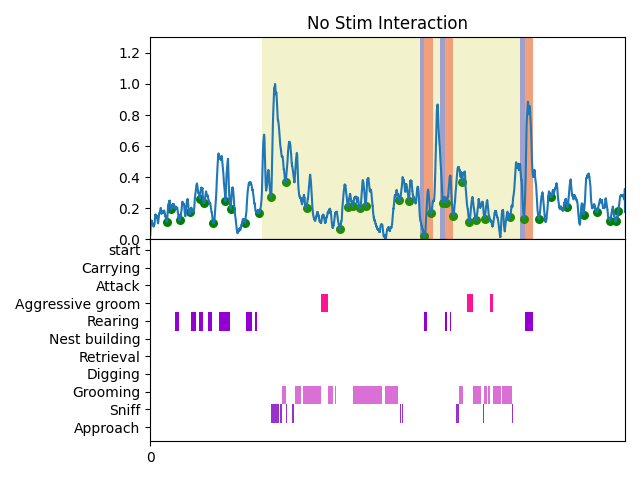 No Stim Interaction
1.2
1.0
0.8
0.6
0.4
0.2
0.0
start
Carrying
Attack
Aggressive groom
Rearing
Nest building
Retrieval
Digging
Grooming
Sniff
Approach
0